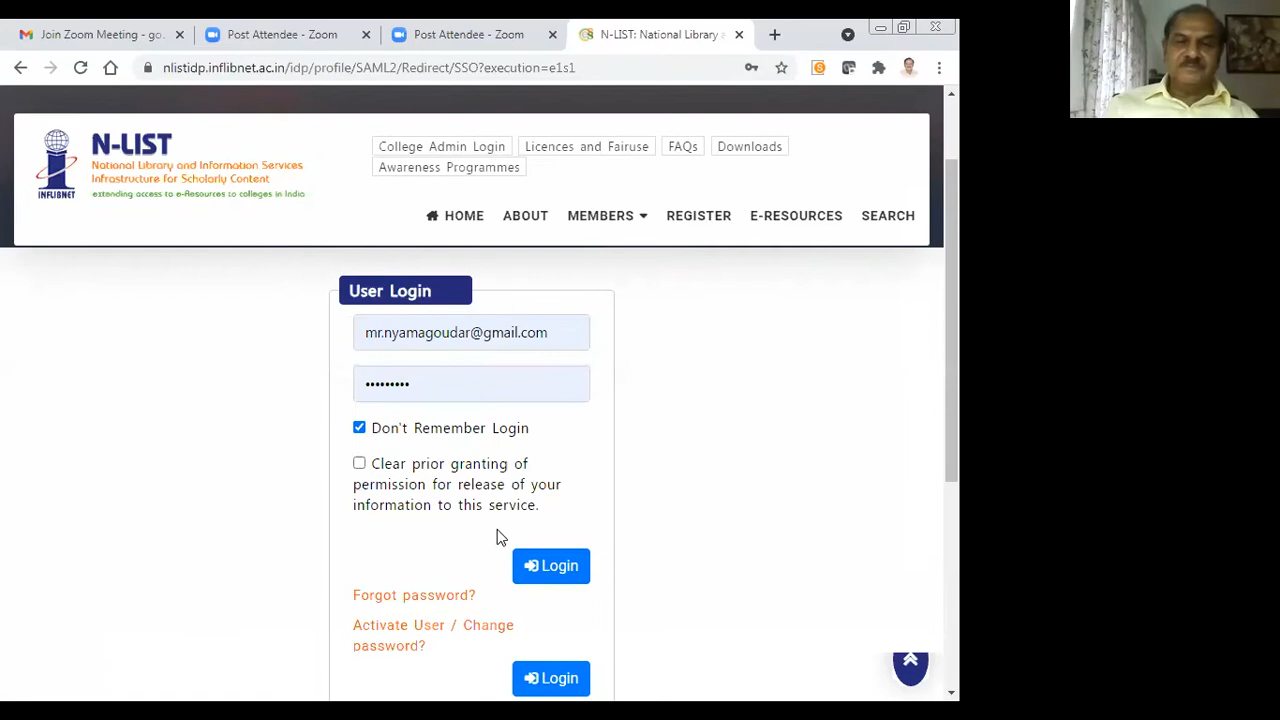 Join Zoom Meeting - go.
Post Attendee - Zoom
Post Attendee - Zoom
N-LIST: National Library a
nlistidp.inflibnet.ac.in/idp/profile/SAML2/Redirect/SSO?execution=e1s1
N-LIST
National Library and Information Services
Infrastructure for Scholarly Content
extending access to e-Resources to colleges in India
INFLIBNET
College Admin Login
Licences and Fairuse
FAQs
Downloads
Awareness Programmes
HOME
ABOUT
MEMBERS
REGISTER
E-RESOURCES
SEARCH
User Login
mr.nyamagoudar@gmail.com
•••••••••
Don't Remember Login
Clear prior granting of
permission for release of your
information to this service.
Login
Forgot password?
Activate User / Change
password?
Login